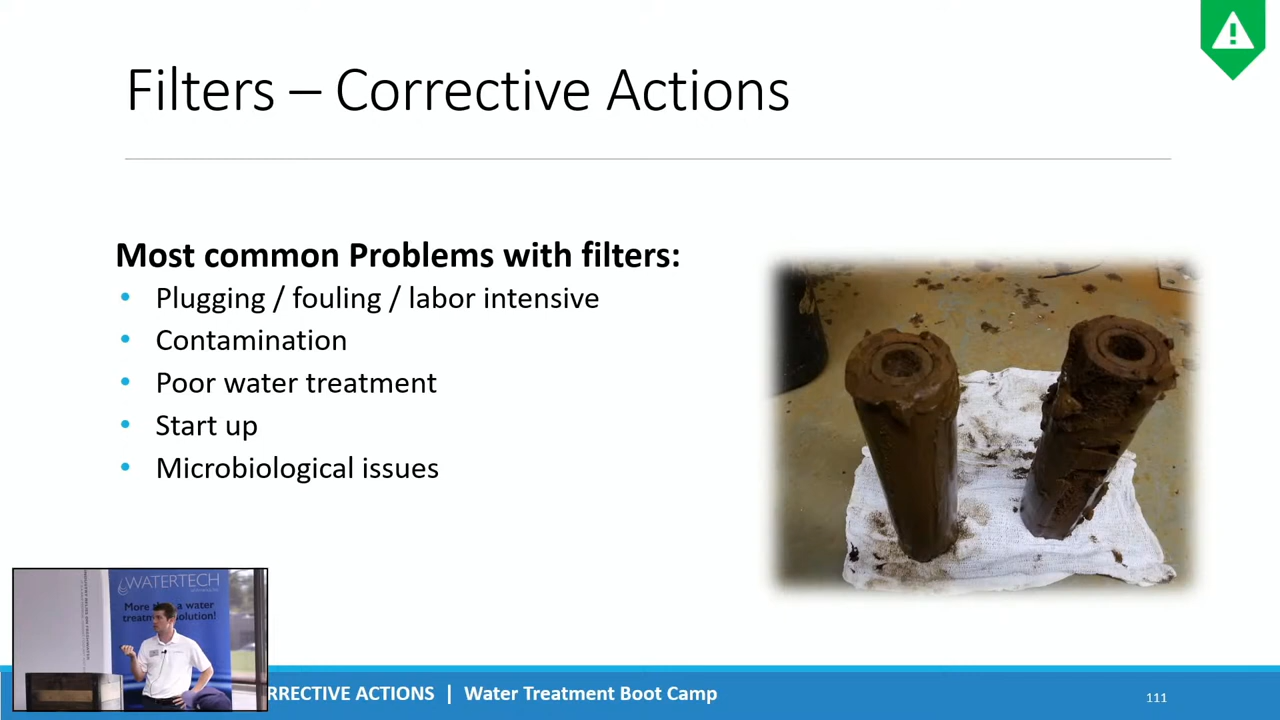 Filters – Corrective Actions
Most common Problems with filters:
• Plugging / fouling / labor intensive
• Contamination
• Poor water treatment
• Start up
• Microbiological issues
WATERTECH
More a water
treatment solution!
RRECTIVE ACTIONS | Water Treatment Boot Camp
111